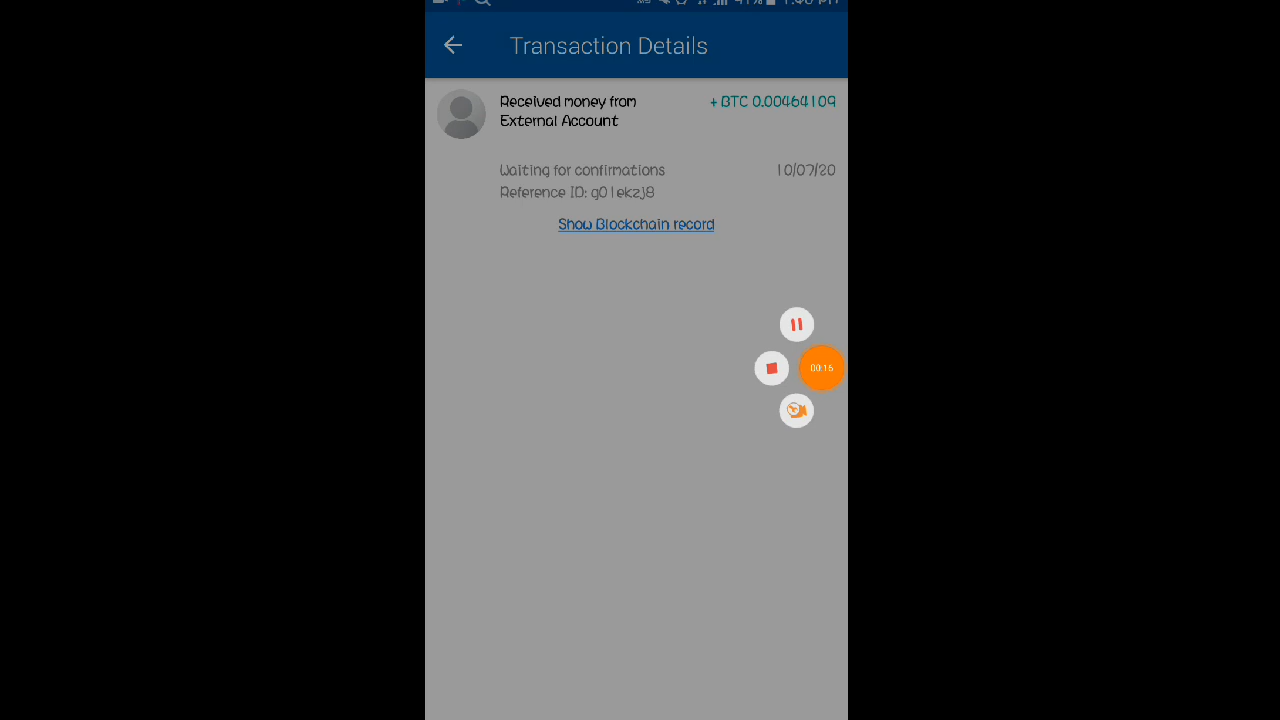 Transaction Details
Received money from
+ BTC 0.00464109
External Account
Waiting for confirmations
10/07/20
Reference ID: g01ekzj8
Show Blockchain record
00:16